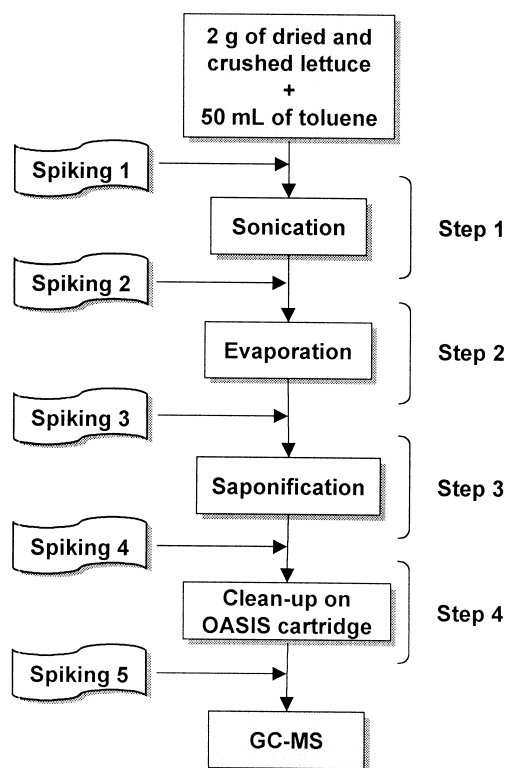 2 g of dried and
crushed lettuce
+
50 mL of toluene
Spiking 1
Sonication
Step 1
Spiking 2
Evaporation
Step 2
Spiking 3
Saponification
Step 3
Spiking 4
Clean-up on
OASIS cartridge
Step 4
Spiking 5
GC-MS